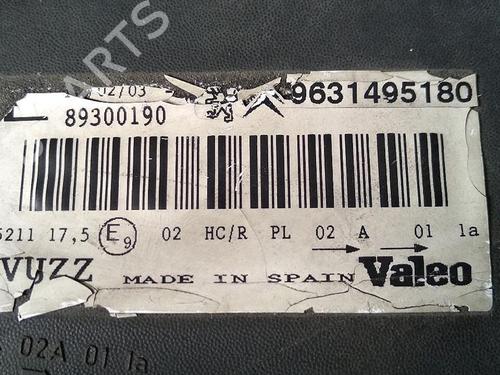 PARTS
02/03
9631495180
L 89300190
5211 17,5 E9 02 HC/R PL 02 A 01 1a
VUZZ MADE IN SPAIN Valeo
02A 01 1a